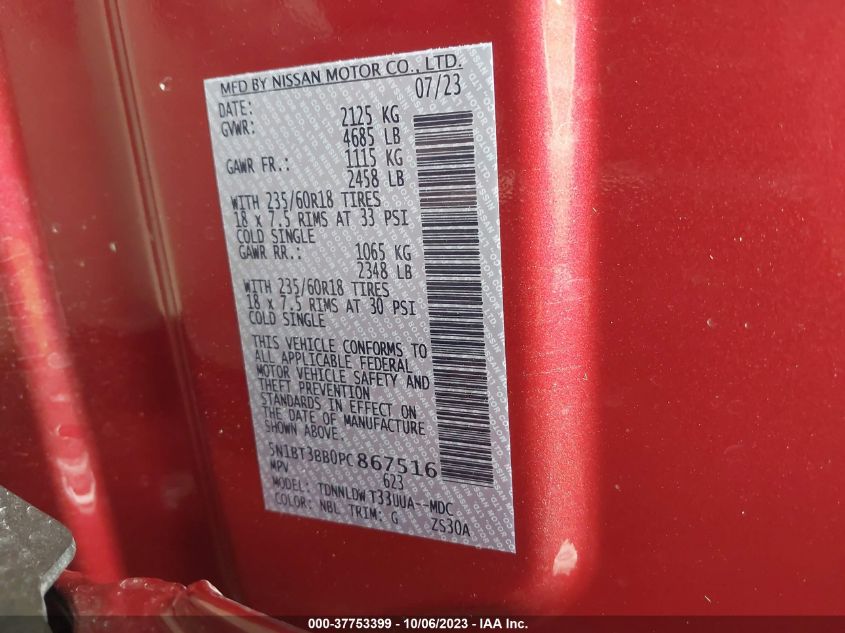 MFD BY NISSAN MOTOR CO., LTD.
DATE: 07/23
GVWR: 2125 KG
4685 LB
GAWR FR.: 1115 KG
2458 LB
WITH 235/60R18 TIRES
18 x 7.5 RIMS AT 33 PSI
COLD SINGLE
GAWR RR.: 1065 KG
2348 LB
WITH 235/60R18 TIRES
18 x 7.5 RIMS AT 30 PSI
COLD SINGLE
THIS VEHICLE CONFORMS TO
ALL APPLICABLE FEDERAL
MOTOR VEHICLE SAFETY AND
THEFT PREVENTION
STANDARDS IN EFFECT ON
THE DATE OF MANUFACTURE
SHOWN ABOVE.
5N1BT3BB0PC867516
MPV 623
MODEL: TDNNLDW T33UUA--MDC
COLOR: NBL TRIM: G ZS30A
000-37753399 - 10/06/2023 - IAA Inc.